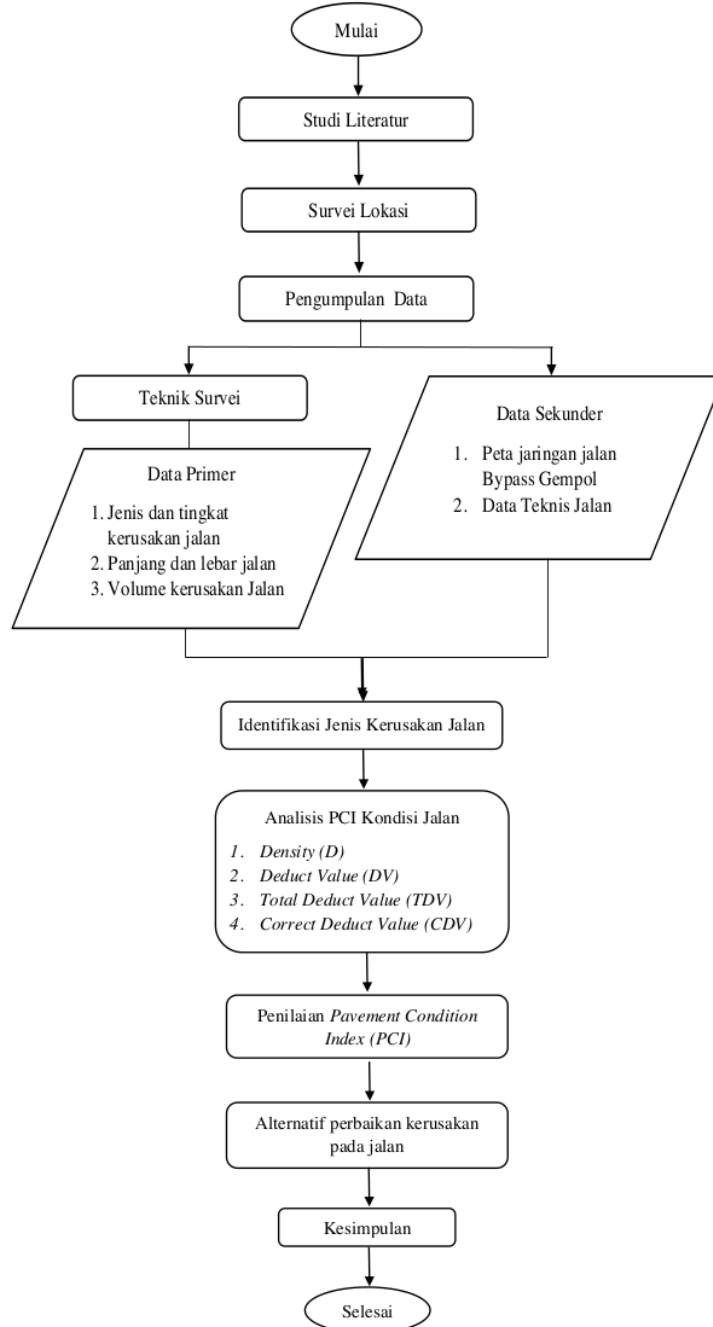 Mulai
Studi Literatur
Survei Lokasi
Pengumpulan Data
Teknik Survei
Data Primer
1. Jenis dan tingkat
kerusakan jalan
2. Panjang dan lebar jalan
3. Volume kerusakan Jalan
Data Sekunder
1. Peta jaringan jalan
Bypass Gempol
2. Data Teknis Jalan
Identifikasi Jenis Kerusakan Jalan
Analisis PCI Kondisi Jalan
1. Density (D)
2. Deduct Value (DV)
3. Total Deduct Value (TDV)
4. Correct Deduct Value (CDV)
Penilaian Pavement Condition
Index (PCI)
Alternatif perbaikan kerusakan
pada jalan
Kesimpulan
Selesai